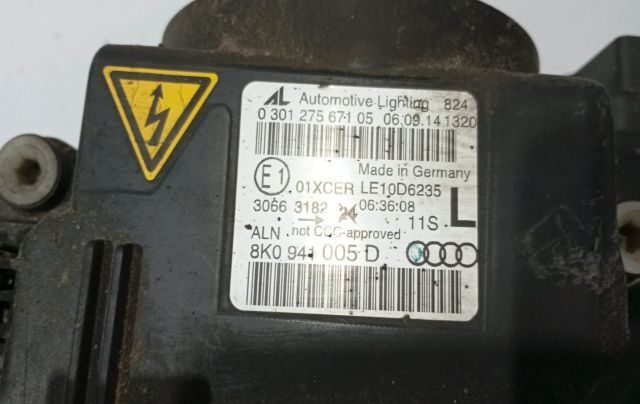 AL Automotive Lighting 824
0 301 275 671 05 06.09.14 1320
Made in Germany
E1 01XCER LE10D6235
3066 3182 06:36:08
11S L
ALN not CCC-approved
8K0 941 005 D